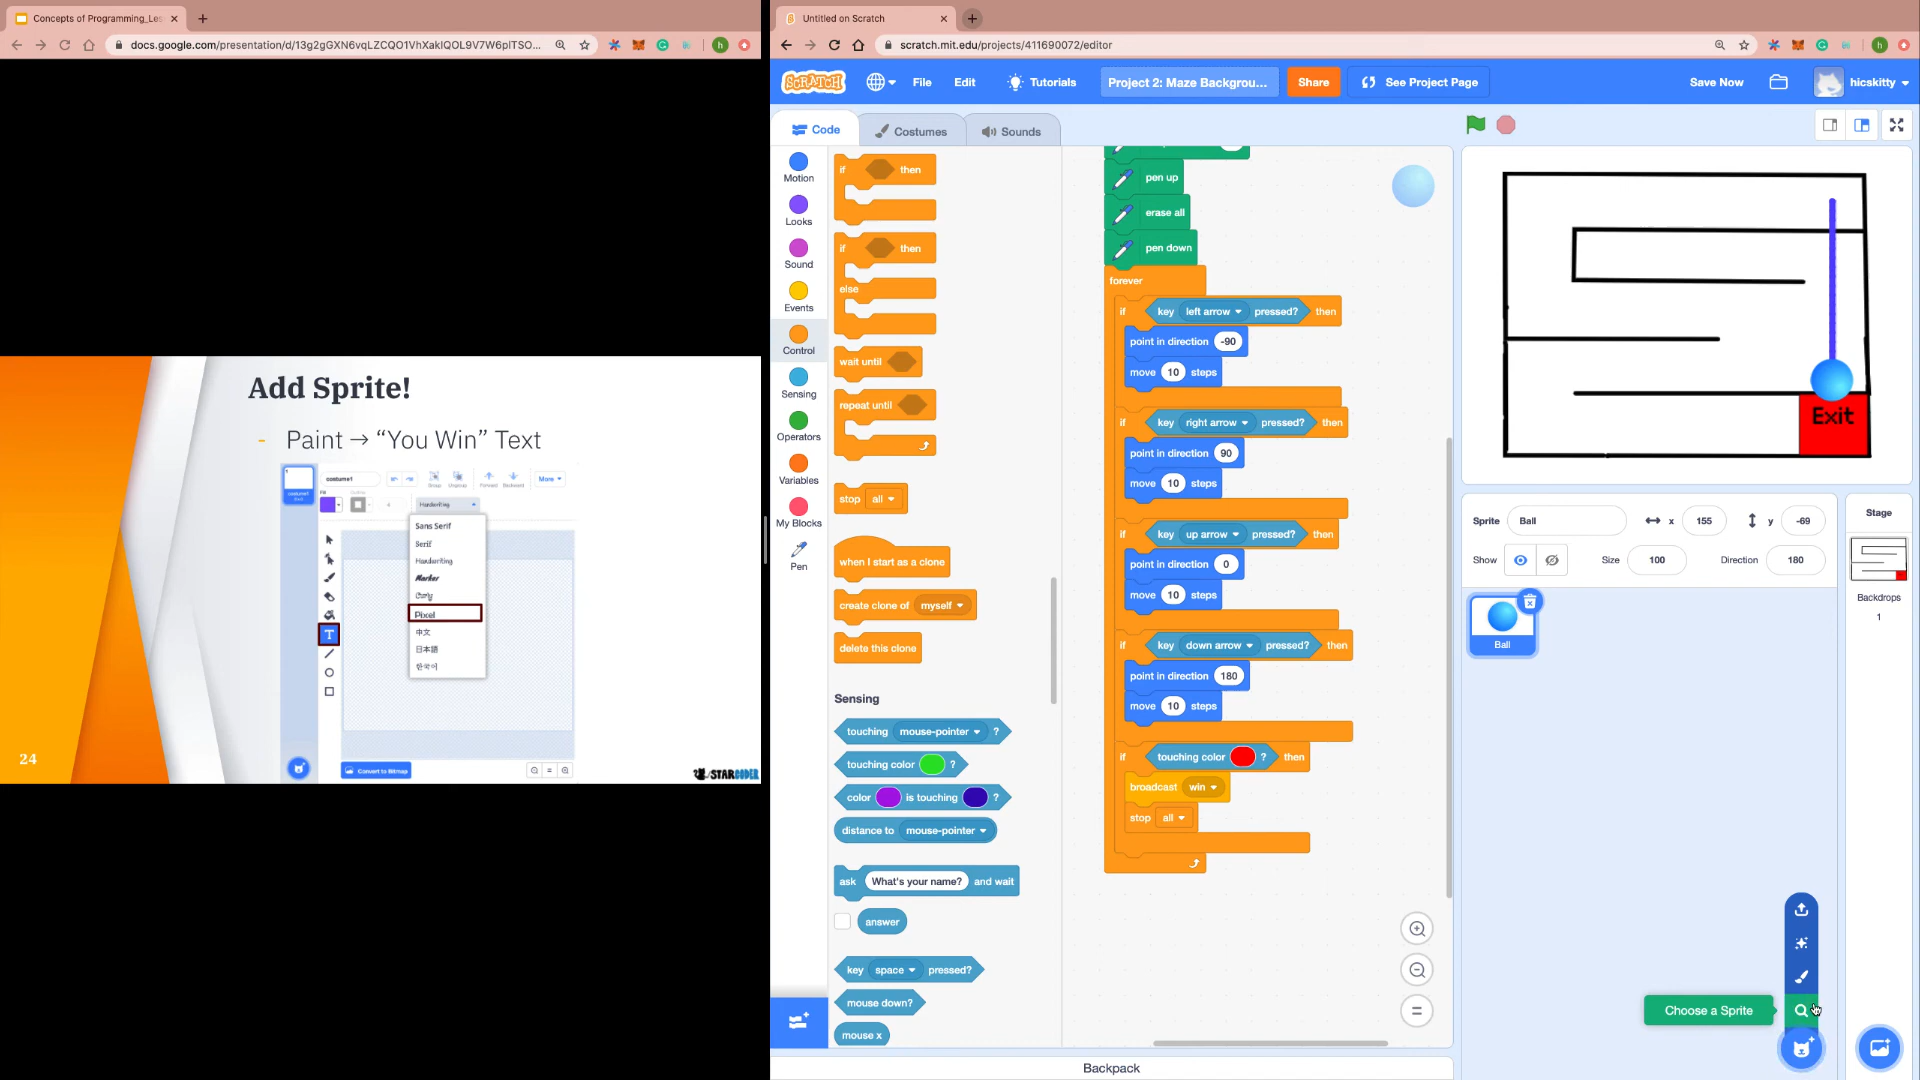 Concepts of Programming_Les
docs.google.com/presentation/d/13g2gGXN6vqLZCQO1VhXaklQOL9V7W6plTSO...
h
Add Sprite!
- Paint → “You Win” Text
costume1
Group
Ungroup
Forward
Backward
More
Fill
Outline
Handwriting
Sans Serif
Serif
Handwriting
Marker
Curly
Pixel
中文
日本語
한국어
T
Convert to Bitmap
24
STARCODER
Untitled on Scratch
scratch.mit.edu/projects/411690072/editor
h
SCRATCH
File
Edit
Tutorials
Project 2: Maze Backgrou...
Share
See Project Page
Save Now
hicskitty
Code
Costumes
Sounds
Motion
Looks
Sound
Events
Control
Sensing
Operators
Variables
My Blocks
Pen
if then
if then
else
wait until
repeat until
stop all
when I start as a clone
create clone of myself
delete this clone
Sensing
touching mouse-pointer ?
touching color ?
color is touching ?
distance to mouse-pointer
ask What's your name? and wait
answer
key space pressed?
mouse down?
mouse x
pen up
erase all
pen down
forever
if key left arrow pressed? then
point in direction -90
move 10 steps
if key right arrow pressed? then
point in direction 90
move 10 steps
if key up arrow pressed? then
point in direction 0
move 10 steps
if key down arrow pressed? then
point in direction 180
move 10 steps
if touching color ? then
broadcast win
stop all
Backpack
Exit
Sprite Ball x 155 y -69
Show Size 100 Direction 180
Ball
Stage
Backdrops
1
Choose a Sprite